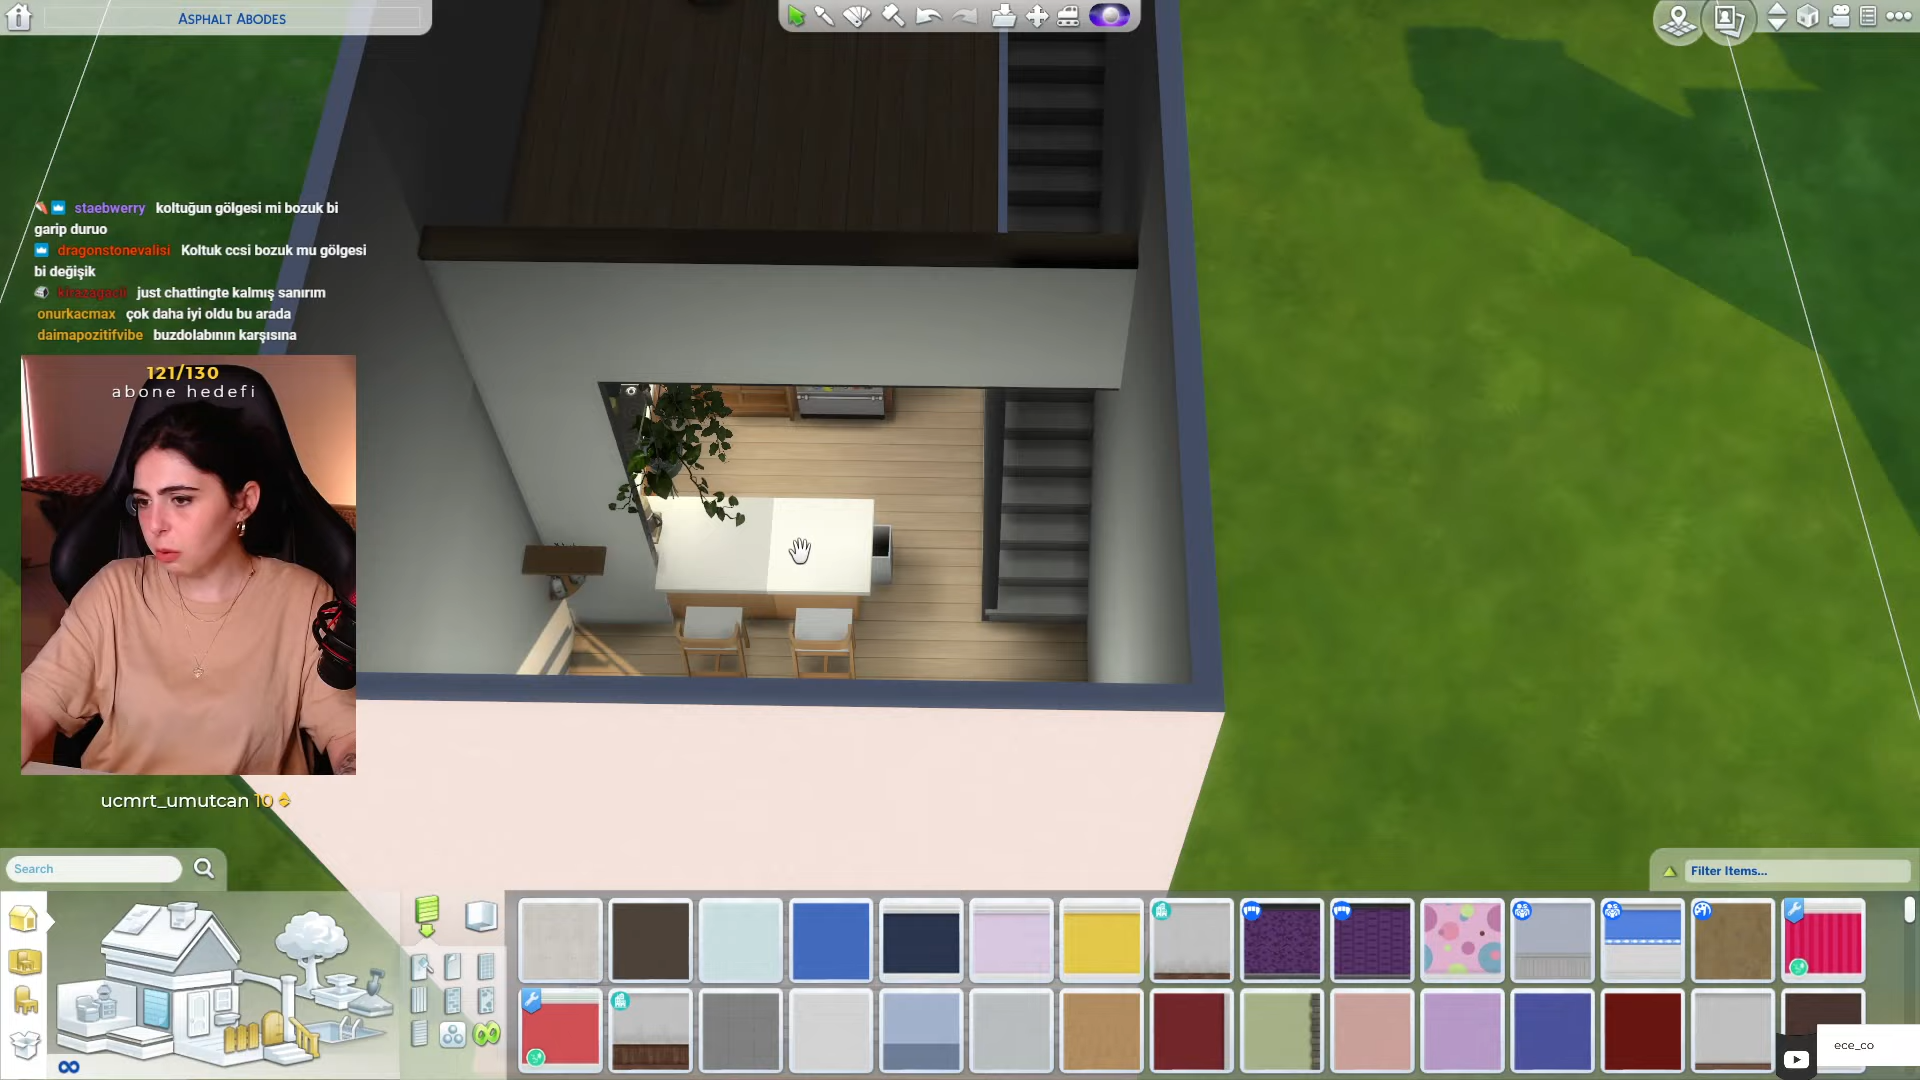 ASPHALT ABODES
staebwerry koltuğun gölgesi mi bozuk bi
garip duruo
dragonstonevalisi Koltuk ccsi bozuk mu gölgesi
bi değişik
kirazagaci just chattingte kalmış sanırım
onurkacmax çok daha iyi oldu bu arada
daimapozitifvibe buzdolabının karşısına
121/130
abone hedefi
ucmrt_umutcan 10
Search
Filter Items...
ece_co